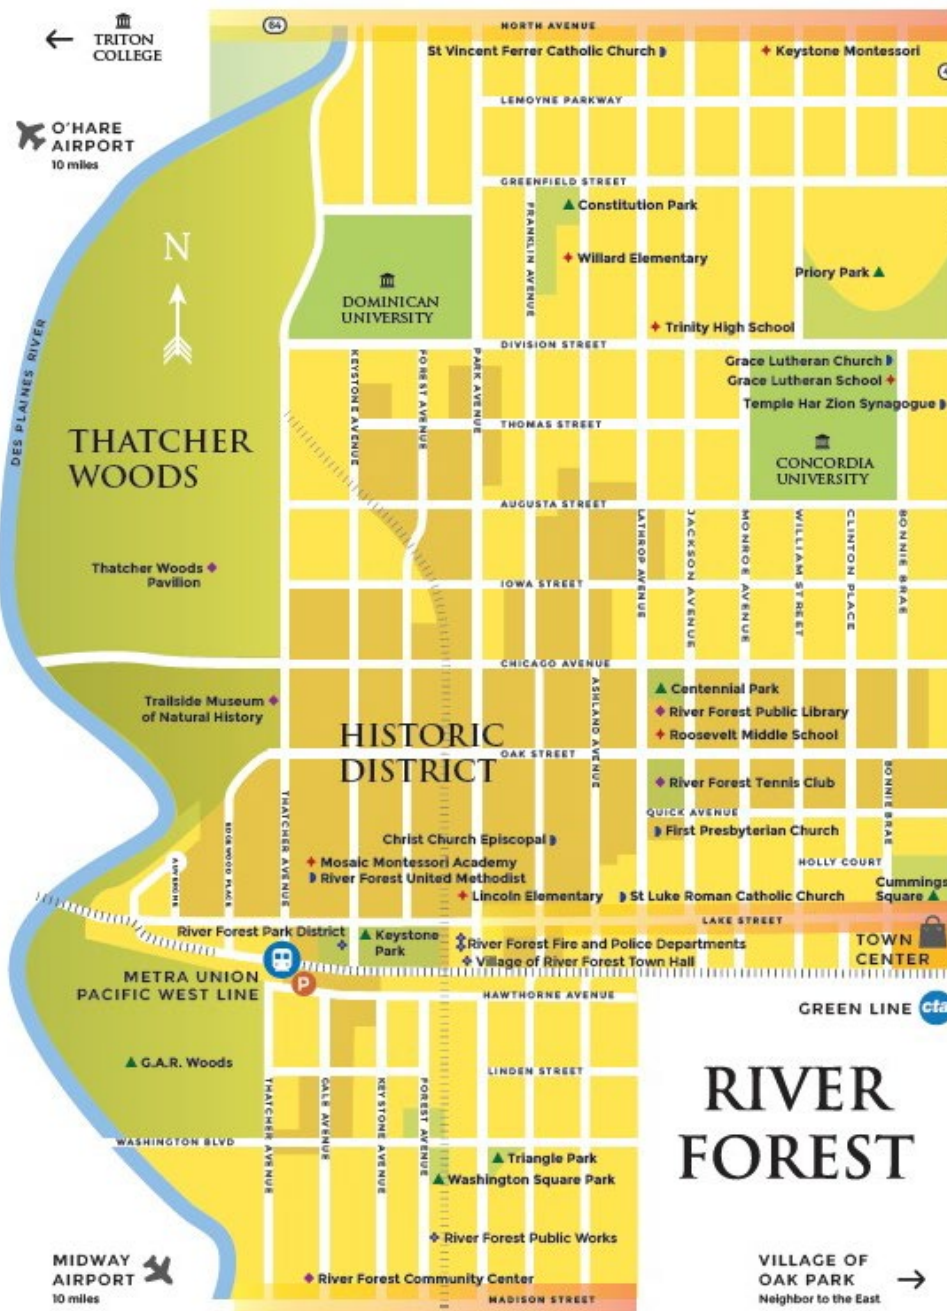 64
NORTH AVENUE
TRITON
COLLEGE
St Vincent Ferrer Catholic Church
Keystone Montessori
LEMOYNE PARKWAY
O'HARE
AIRPORT
10 miles
GREENFIELD STREET
Constitution Park
FRANKLIN AVENUE
N
Willard Elementary
Priory Park
DOMINICAN
UNIVERSITY
Trinity High School
DIVISION STREET
DES PLAINES RIVER
KEYSTONE AVENUE
FOREST AVENUE
PARK AVENUE
Grace Lutheran Church
Grace Lutheran School
Temple Har Zion Synagogue
THATCHER
WOODS
THOMAS STREET
CONCORDIA
UNIVERSITY
AUGUSTA STREET
LATHROP AVENUE
JACKSON AVENUE
MONROE AVENUE
WILLIAM STREET
CLINTON PLACE
BONNIE BRAE
Thatcher Woods
Pavilion
IOWA STREET
CHICAGO AVENUE
Trailside Museum
of Natural History
ASHLAND AVENUE
Centennial Park
River Forest Public Library
Roosevelt Middle School
HISTORIC
DISTRICT
OAK STREET
River Forest Tennis Club
BONNIE BRAE
THATCHER AVENUE
EDGEWOOD PLACE
AUVERGNE
QUICK AVENUE
First Presbyterian Church
Christ Church Episcopal
Mosaic Montessori Academy
River Forest United Methodist
HOLLY COURT
Lincoln Elementary
St Luke Roman Catholic Church
Cummings
Square
LAKE STREET
River Forest Park District
Keystone
Park
River Forest Fire and Police Departments
Village of River Forest Town Hall
TOWN
CENTER
METRA UNION
PACIFIC WEST LINE
P
HAWTHORNE AVENUE
GREEN LINE
cta
G.A.R. Woods
LINDEN STREET
THATCHER AVENUE
GALE AVENUE
KEYSTONE AVENUE
FOREST AVENUE
RIVER
FOREST
WASHINGTON BLVD
Triangle Park
Washington Square Park
River Forest Public Works
MIDWAY
AIRPORT
10 miles
River Forest Community Center
MADISON STREET
VILLAGE OF
OAK PARK
Neighbor to the East